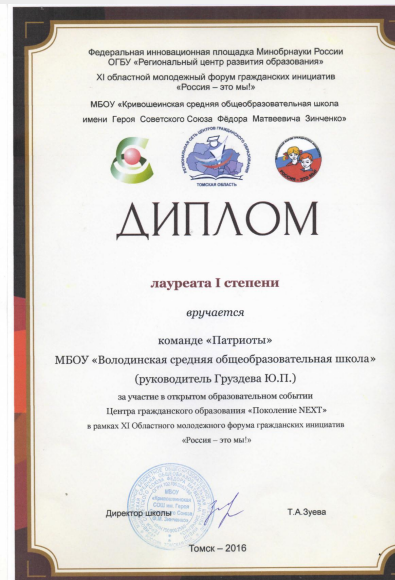 Федеральная инновационная площадка Минобрнауки России
ОГБУ «Региональный центр развития образования»
XI областной молодежный форум гражданских инициатив
«Россия – это мы!»
МБОУ «Кривошеинская средняя общеобразовательная школа
имени Героя Советского Союза Фёдора Матвеевича Зинченко»
ТОМСКАЯ ОБЛАСТЬ
ДИПЛОМ
лауреата I степени
вручается
команде «Патриоты»
МБОУ «Володинская средняя общеобразовательная школа»
(руководитель Груздева Ю.П.)
за участие в открытом образовательном событии
Центра гражданского образования «Поколение NEXT»
в рамках XI Областного молодежного форума гражданских инициатив
«Россия – это мы!»
МБОУ
Директор школы
Т.А.Зуева
Томск – 2016